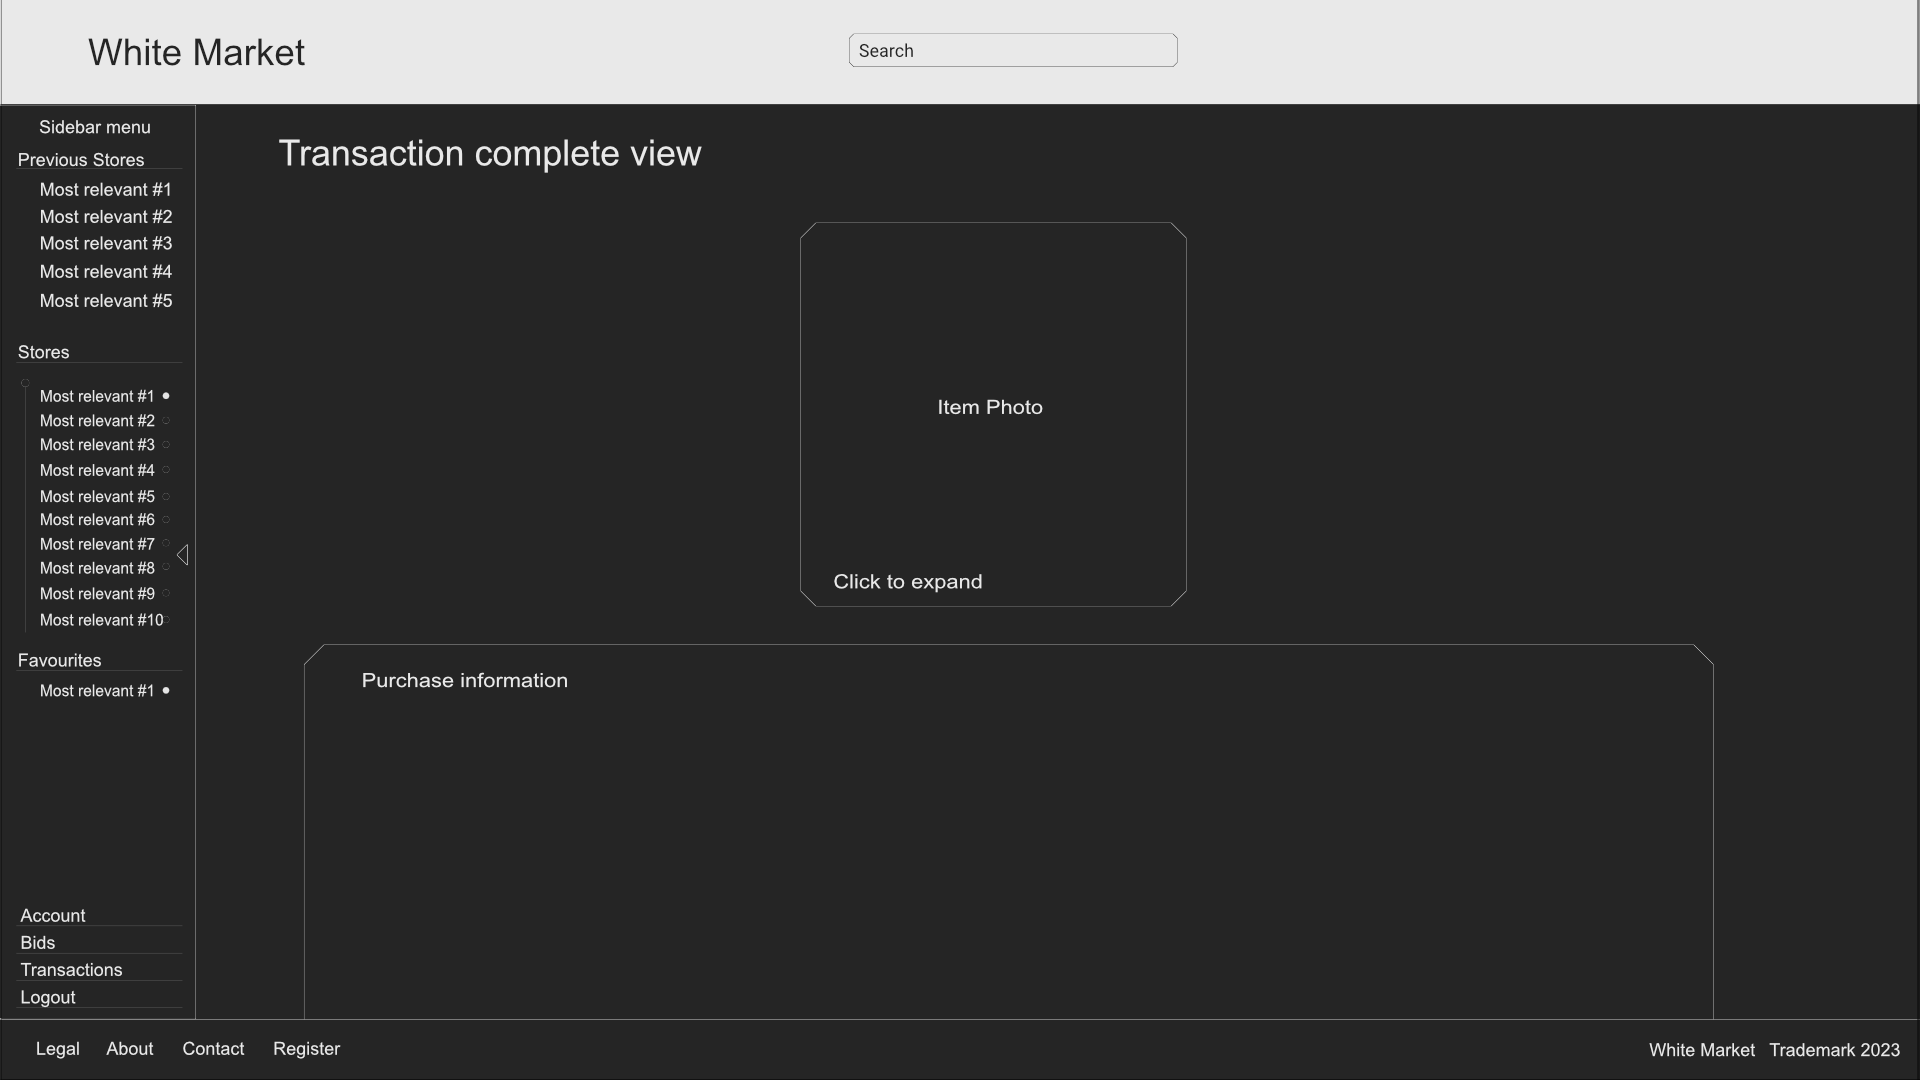 White Market
Search
Sidebar menu
Previous Stores
Most relevant #1
Most relevant #2
Most relevant #3
Most relevant #4
Most relevant #5
Stores
Most relevant #1
Most relevant #2
Most relevant #3
Most relevant #4
Most relevant #5
Most relevant #6
Most relevant #7
Most relevant #8
Most relevant #9
Most relevant #10
Favourites
Most relevant #1
Account
Bids
Transactions
Logout
Transaction complete view
Item Photo
Click to expand
Purchase information
Legal About Contact Register
White Market Trademark 2023